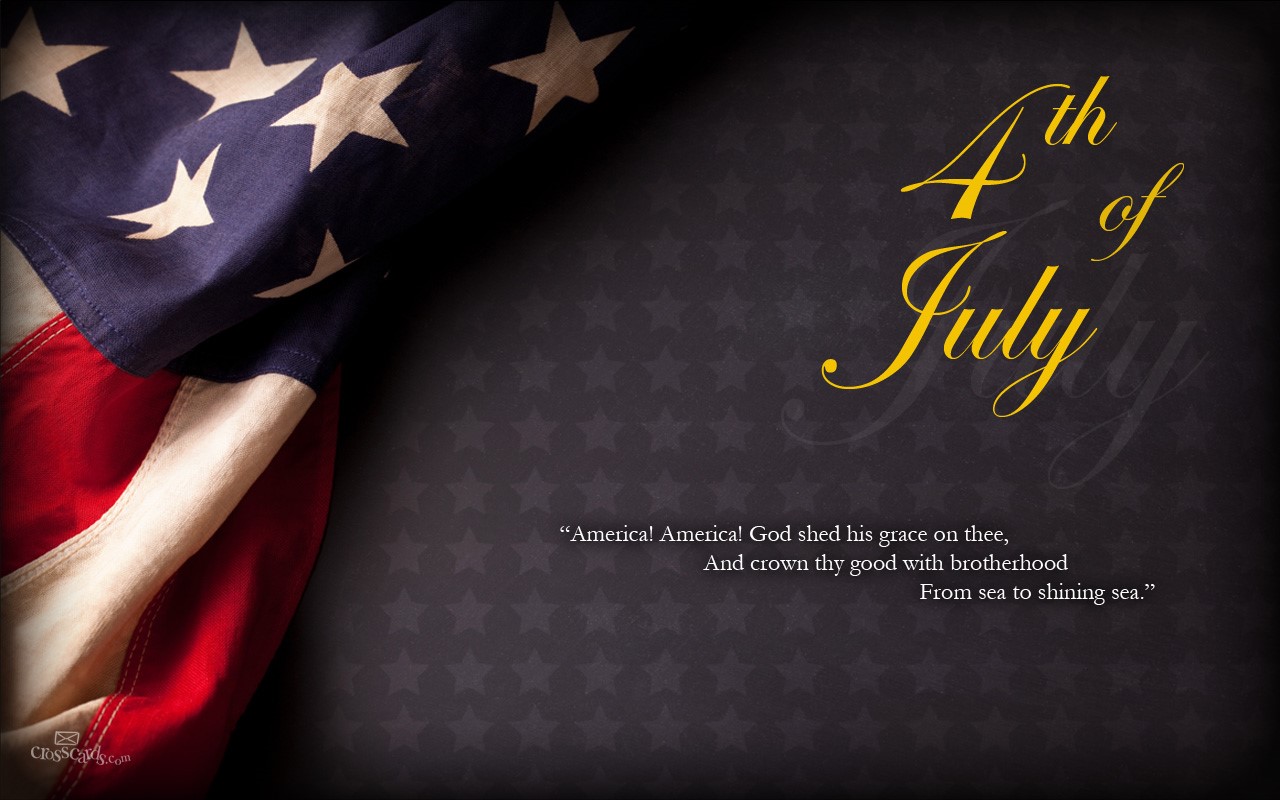 4th
of
July
“America! America! God shed his grace on thee,
And crown thy good with brotherhood
From sea to shining sea.”
crosscards.com